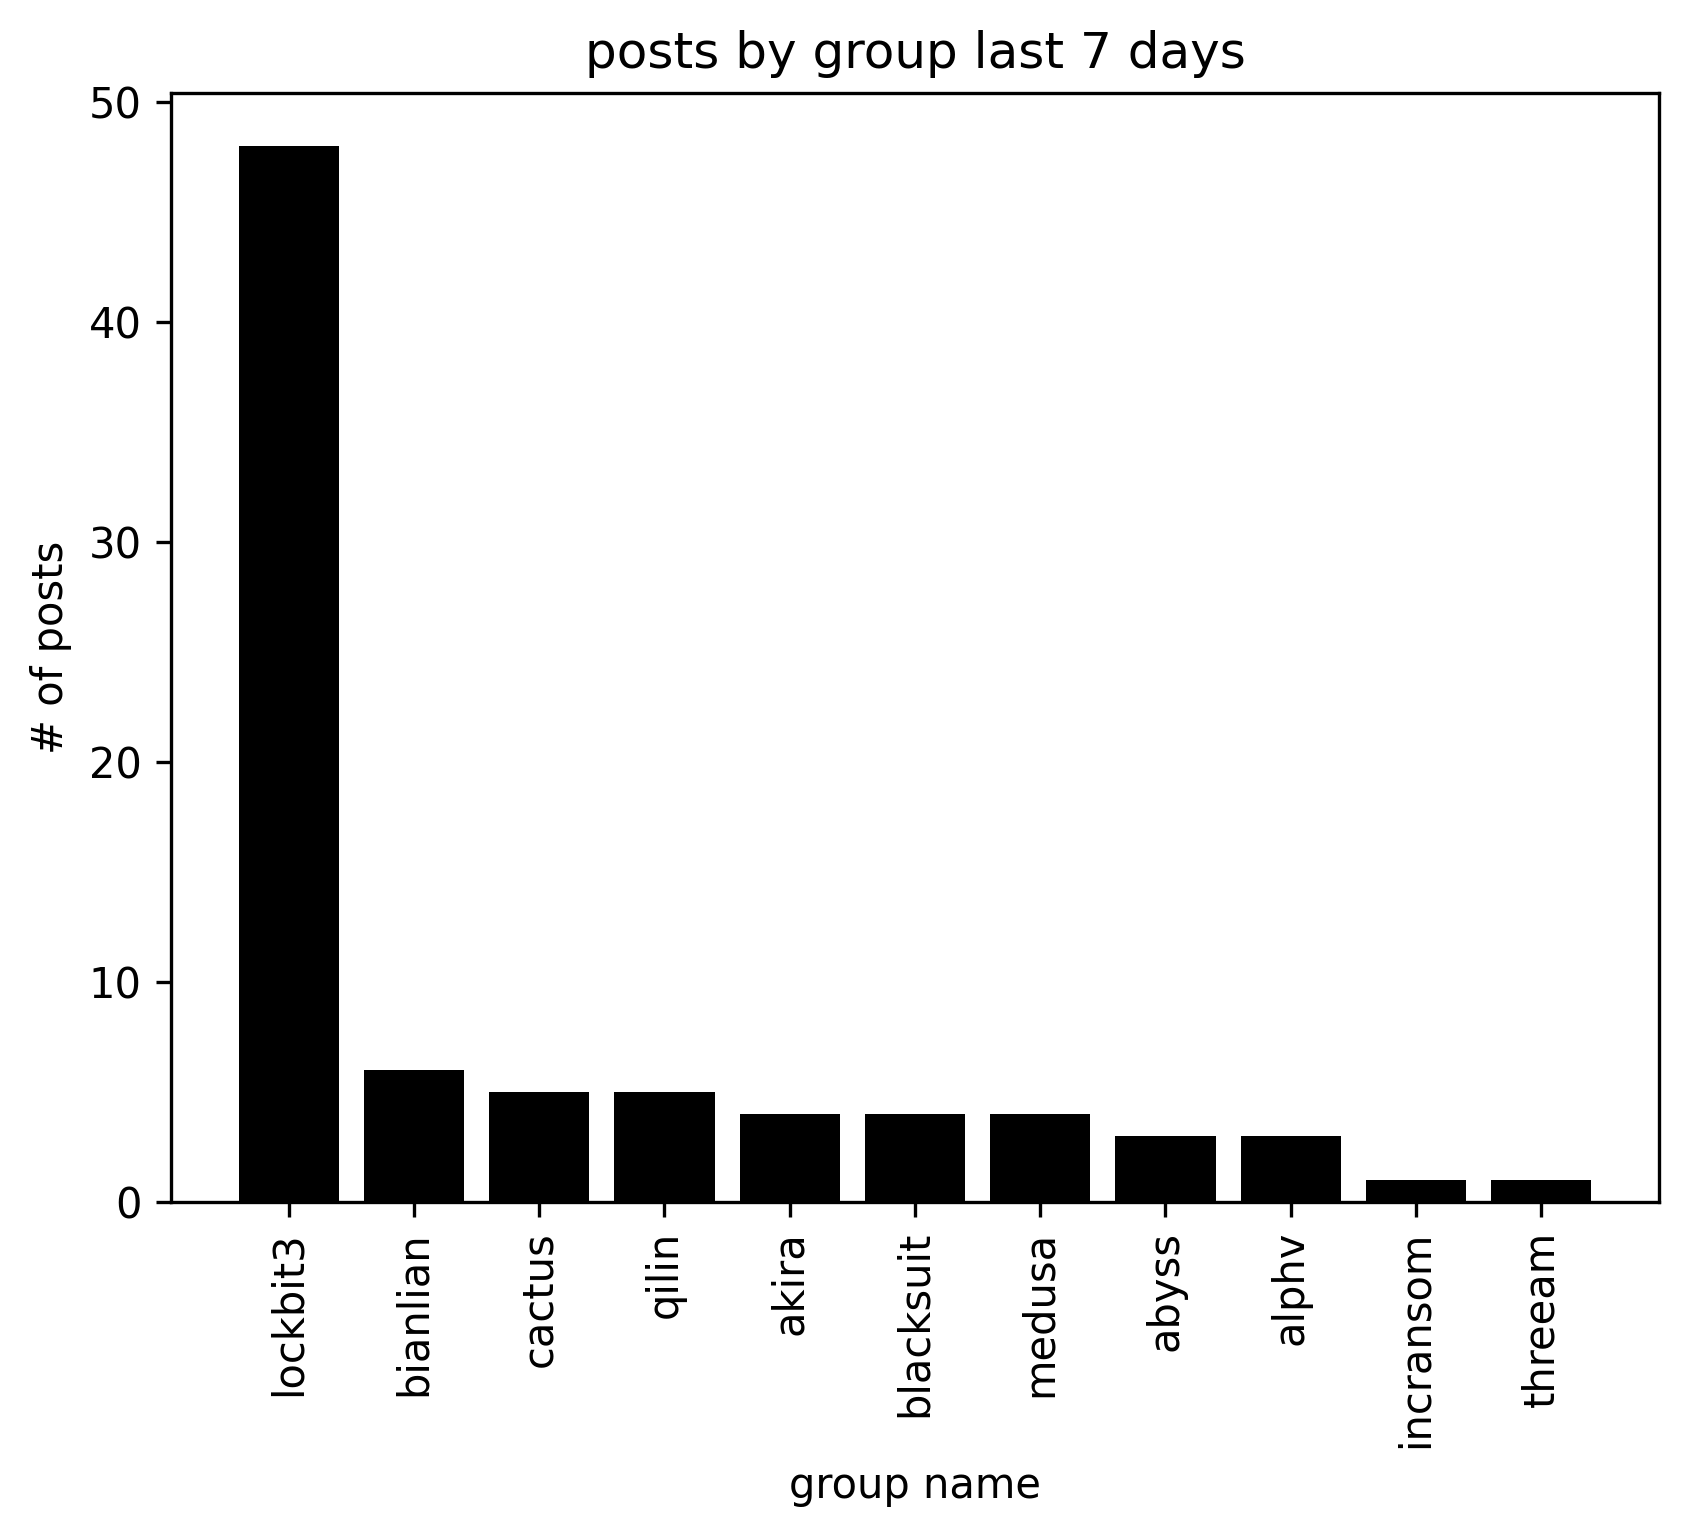 posts by group last 7 days
50
40
30
20
10
0
# of posts
lockbit3
bianlian
cactus
qilin
akira
blacksuit
medusa
abyss
alphv
incransom
threeam
group name